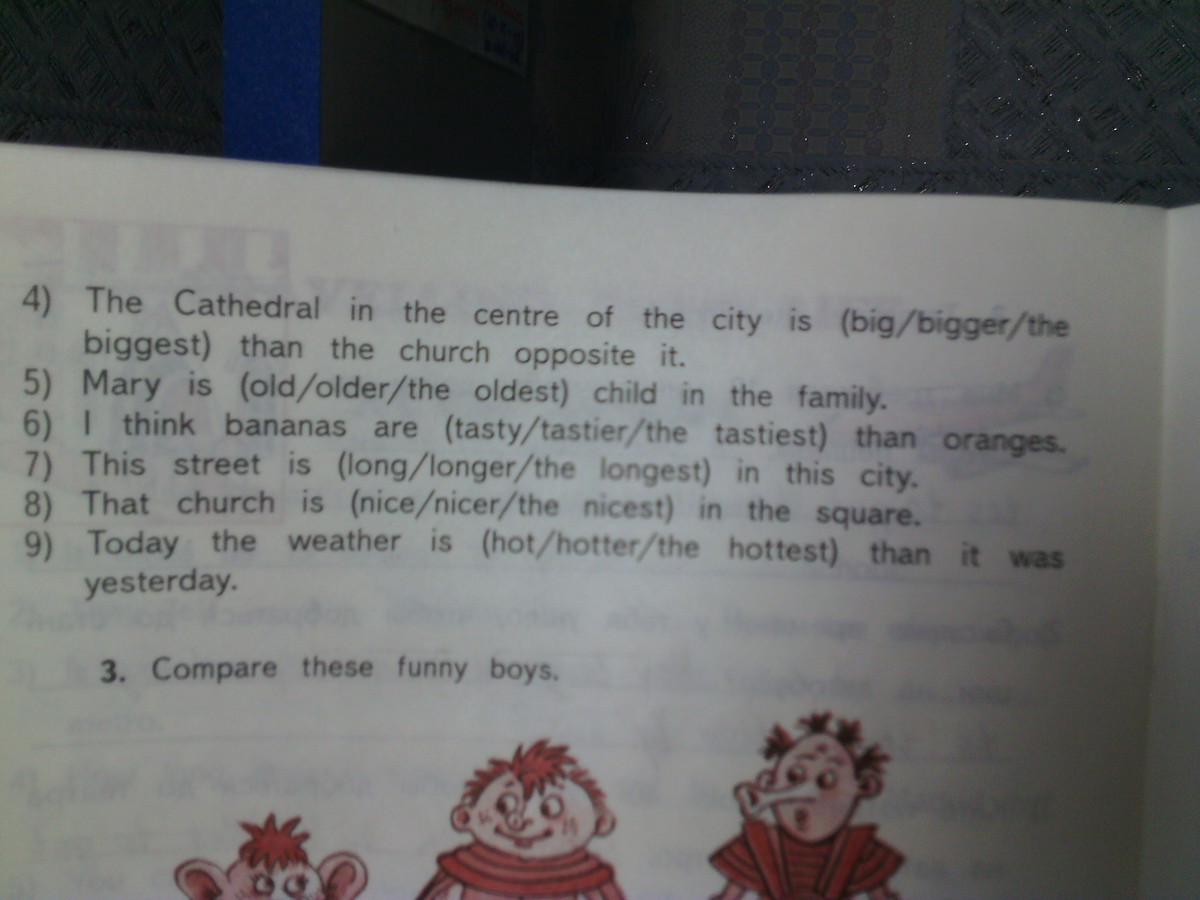 4) The Cathedral in the centre of the city is (big/bigger/the
biggest) than the church opposite it.
5) Mary is (old/older/the oldest) child in the family.
6) I think bananas are (tasty/tastier/the tastiest) than oranges.
7) This street is (long/longer/the longest) in this city.
8) That church is (nice/nicer/the nicest) in the square.
9) Today the weather is (hot/hotter/the hottest) than it was
yesterday.
3. Compare these funny boys.